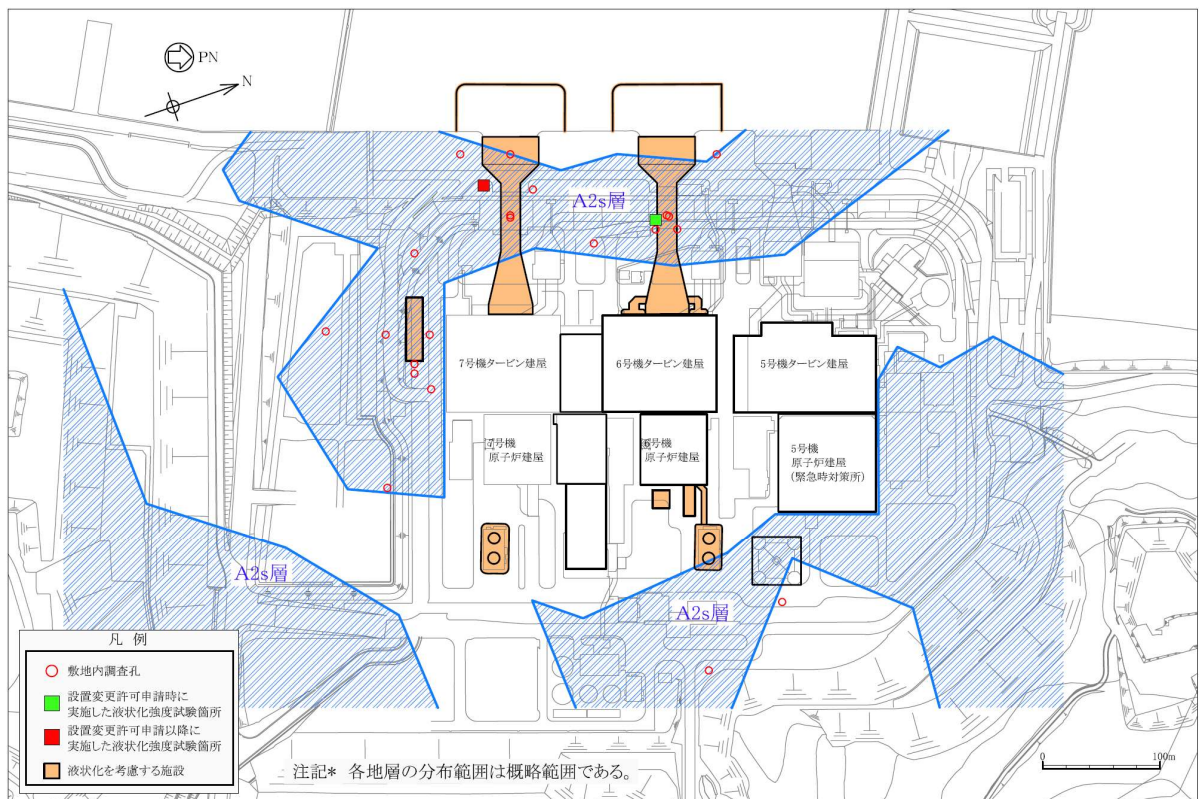 PN
N
A2s層
7号機タービン建屋
6号機タービン建屋
5号機タービン建屋
7号機
原子炉建屋
6号機
原子炉建屋
5号機
原子炉建屋
(緊急時対策所)
A2s層
A2s層
凡 例
敷地内調査孔
設置変更許可申請時に
実施した液状化強度試験箇所
設置変更許可申請以降に
実施した液状化強度試験箇所
液状化を考慮する施設
注記* 各地層の分布範囲は概略範囲である。
0 100m